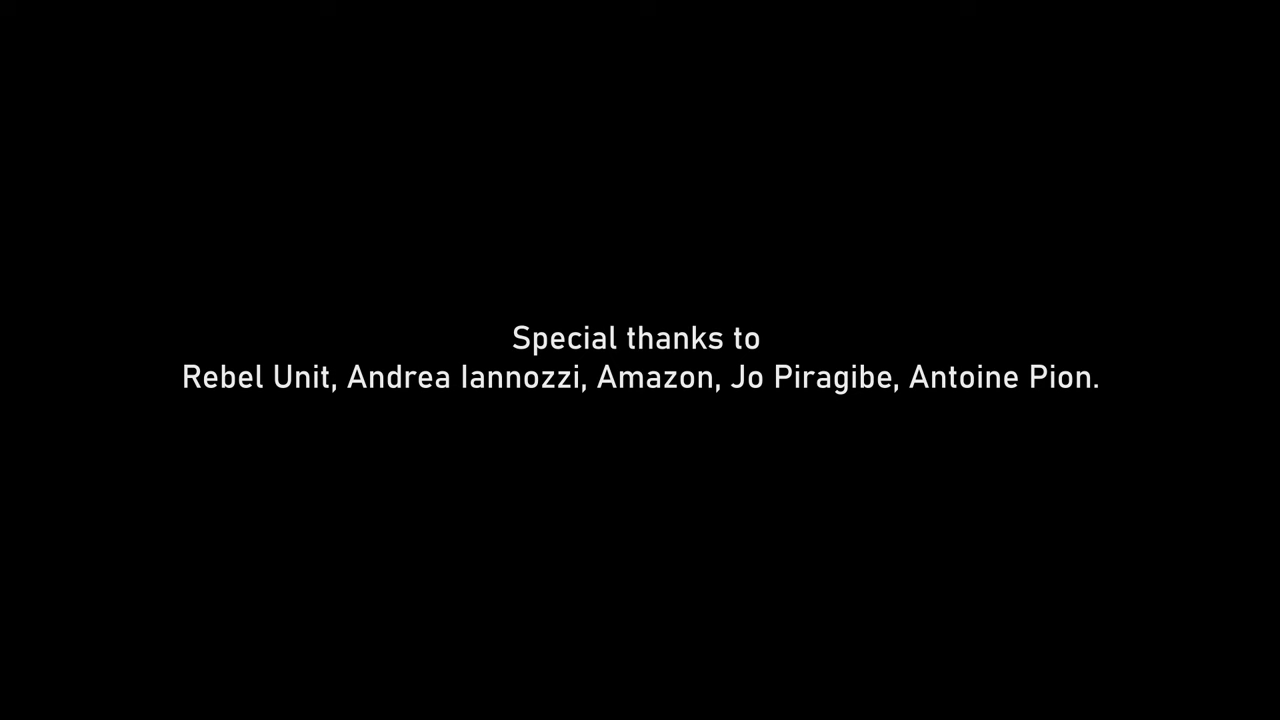 Special thanks to
Rebel Unit, Andrea Iannozzi, Amazon, Jo Piragibe, Antoine Pion.